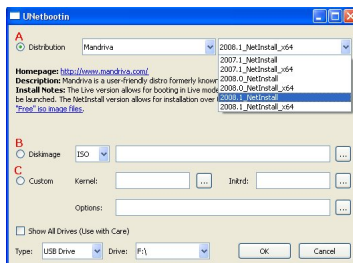 UNetbootin
A
Distribution Mandriva 2008.1_NetInstall_x64
2007.1_NetInstall
2007.1_NetInstall_x64
2008.0_NetInstall
2008.0_NetInstall_x64
2008.1_NetInstall
2008.1_NetInstall_x64
Homepage: http://www.mandriva.com/
Description: Mandriva is a user-friendly distro formerly known
Install Notes: The Live version allows for booting in Live mode
be launched. The NetInstall version allows for installation over
"Free" iso image files.
B
Diskimage ISO ...
C
Custom Kernel: ... Initrd: ...
Options: ...
Show All Drives (Use with Care)
Type: USB Drive Drive: F:\ OK Cancel